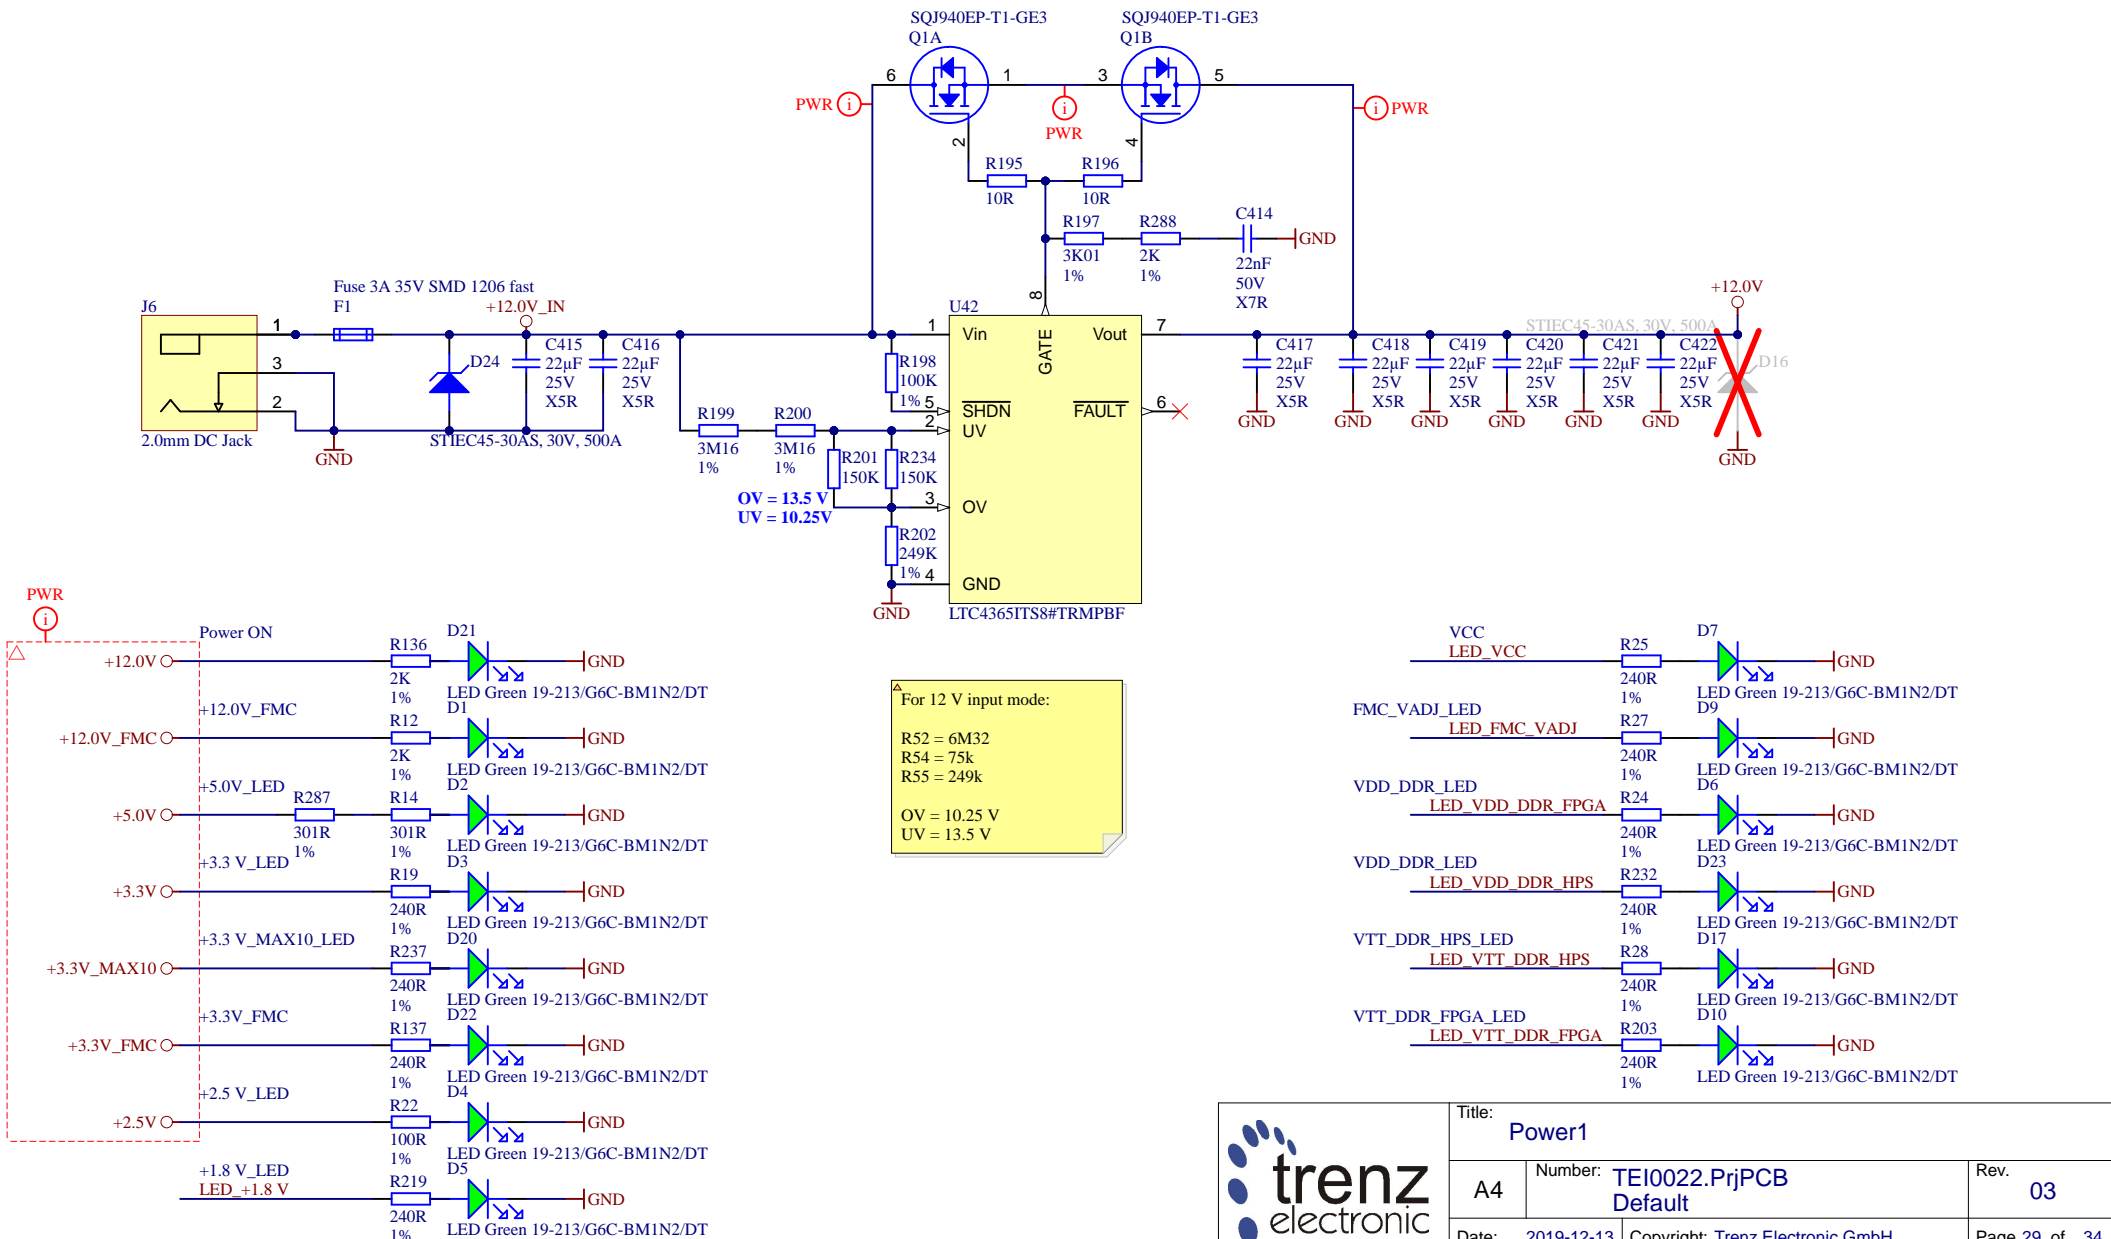 SQJ940EP-T1-GE3
Q1A
SQJ940EP-T1-GE3
Q1B
6
1
3
5
PWR i
i
PWR
i PWR
2
4
R195
10R
R196
10R
R197
3K01
1%
R288
2K
1%
C414
22nF
50V
X7R
GND
Fuse 3A 35V SMD 1206 fast
F1
+12.0V_IN
J6
1
3
2
2.0mm DC Jack
GND
D24
STIEC45-30AS, 30V, 500A
C415
22µF
25V
X5R
C416
22µF
25V
X5R
R199
3M16
1%
R200
3M16
1%
R198
100K
1%
R201
150K
R234
150K
R202
249K
1%
OV = 13.5 V
UV = 10.25V
GND
U42
8
1
Vin
GATE
Vout
7
5
SHDN
FAULT
6
2
UV
3
OV
4
GND
LTC4365ITS8#TRMPBF
C417
22µF
25V
X5R
GND
C418
22µF
25V
X5R
GND
C419
22µF
25V
X5R
GND
C420
22µF
25V
X5R
GND
C421
22µF
25V
X5R
GND
C422
22µF
25V
X5R
GND
STIEC45-30AS, 30V, 500A
+12.0V
D16
GND
PWR
i
Power ON
+12.0V
R136
2K
1%
D21
LED Green 19-213/G6C-BM1N2/DT
GND
+12.0V_FMC
+12.0V_FMC
R12
2K
1%
D1
LED Green 19-213/G6C-BM1N2/DT
GND
+5.0V_LED
+5.0V
R287
301R
1%
R14
301R
1%
D2
LED Green 19-213/G6C-BM1N2/DT
GND
+3.3 V_LED
+3.3V
R19
240R
1%
D3
LED Green 19-213/G6C-BM1N2/DT
GND
+3.3 V_MAX10_LED
+3.3V_MAX10
R237
240R
1%
D20
LED Green 19-213/G6C-BM1N2/DT
GND
+3.3V_FMC
+3.3V_FMC
R137
240R
1%
D22
LED Green 19-213/G6C-BM1N2/DT
GND
+2.5 V_LED
+2.5V
R22
100R
1%
D4
LED Green 19-213/G6C-BM1N2/DT
GND
+1.8 V_LED
LED_+1.8 V
R219
240R
1%
D5
LED Green 19-213/G6C-BM1N2/DT
GND
For 12 V input mode:
R52 = 6M32
R54 = 75k
R55 = 249k
OV = 10.25 V
UV = 13.5 V
VCC
LED_VCC
R25
240R
1%
D7
LED Green 19-213/G6C-BM1N2/DT
GND
FMC_VADJ_LED
LED_FMC_VADJ
R27
240R
1%
D9
LED Green 19-213/G6C-BM1N2/DT
GND
VDD_DDR_LED
LED_VDD_DDR_FPGA
R24
240R
1%
D6
LED Green 19-213/G6C-BM1N2/DT
GND
VDD_DDR_LED
LED_VDD_DDR_HPS
R232
240R
1%
D23
LED Green 19-213/G6C-BM1N2/DT
GND
VTT_DDR_HPS_LED
LED_VTT_DDR_HPS
R28
240R
1%
D17
LED Green 19-213/G6C-BM1N2/DT
GND
VTT_DDR_FPGA_LED
LED_VTT_DDR_FPGA
R203
240R
1%
D10
LED Green 19-213/G6C-BM1N2/DT
GND
trenz
electronic
Title:
Power1
A4
Number: TEI0022.PrjPCB
Default
Rev.
03
Date: 2019-12-13
Copyright: Trenz Electronic GmbH
Page 29 of 34